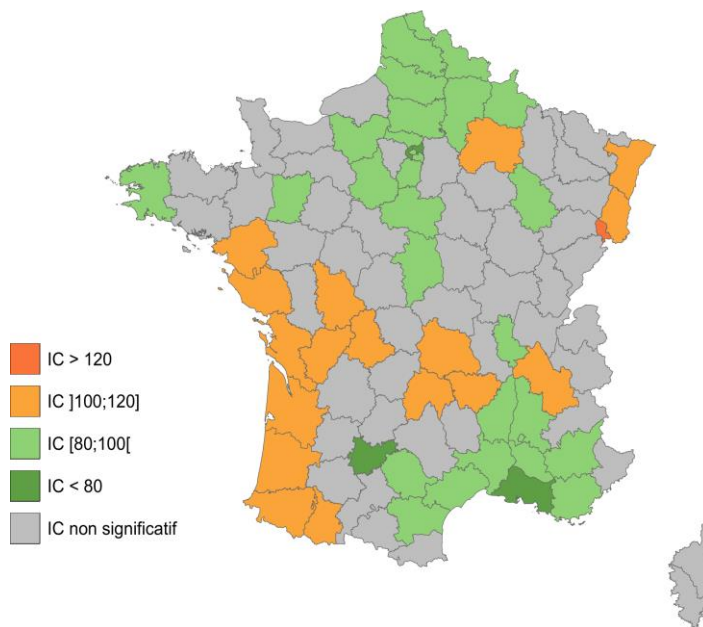 IC > 120
IC ]100;120]
IC [80;100[
IC < 80
IC non significatif